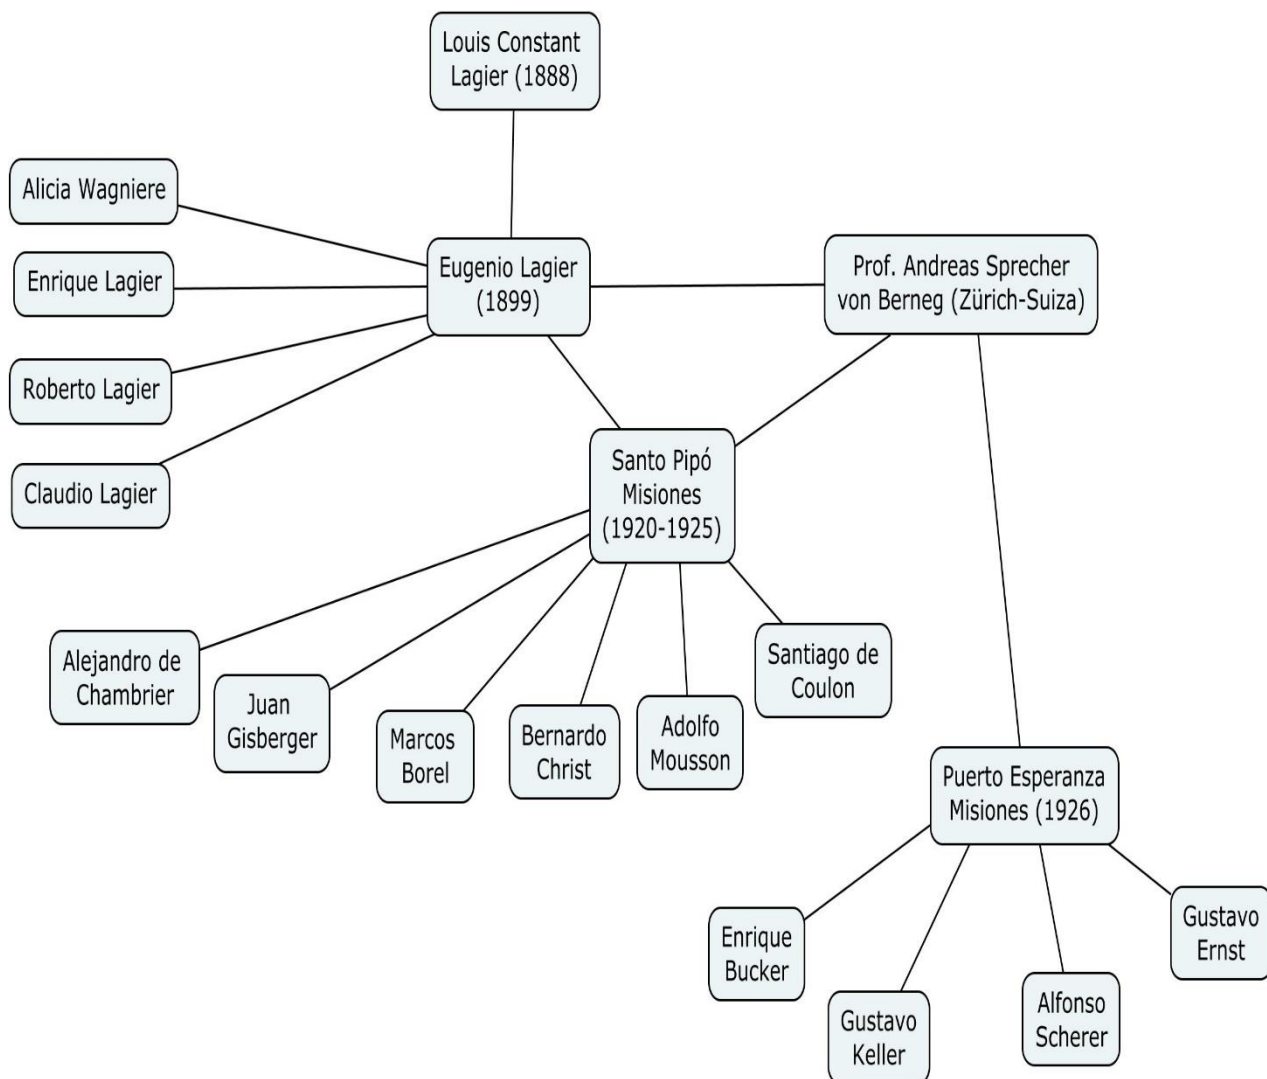 Louis Constant
Lagier (1888)
Alicia Wagniere
Enrique Lagier
Roberto Lagier
Claudio Lagier
Eugenio Lagier
(1899)
Prof. Andreas Sprecher
von Berneg (Zürich-Suiza)
Santo Pipó
Misiones
(1920-1925)
Alejandro de
Chambrier
Juan
Gisberger
Marcos
Borel
Bernardo
Christ
Adolfo
Mousson
Santiago de
Coulon
Puerto Esperanza
Misiones (1926)
Enrique
Bucker
Gustavo
Keller
Alfonso
Scherer
Gustavo
Ernst